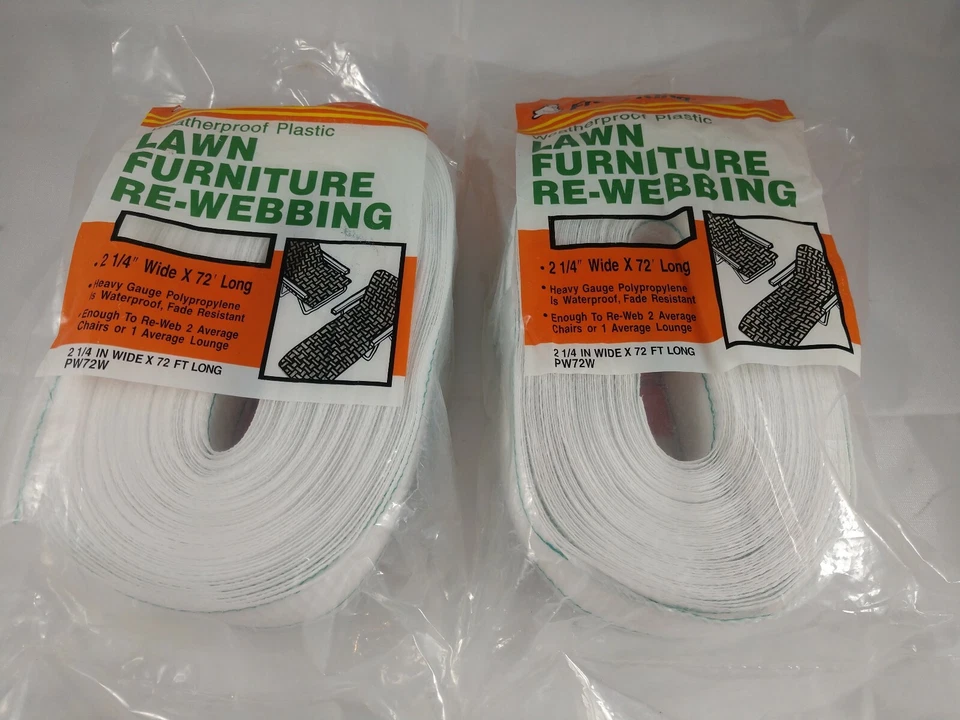 Weatherproof Plastic
LAWN
FURNITURE
RE-WEBBING
• 2 1/4" Wide X 72' Long
• Heavy Gauge Polypropylene
is Waterproof, Fade Resistant
• Enough To Re-Web 2 Average
Chairs or 1 Average Lounge
2 1/4 IN WIDE X 72 FT LONG
PW72W
Weatherproof Plastic
LAWN
FURNITURE
RE-WEBBING
• 2 1/4" Wide X 72' Long
• Heavy Gauge Polypropylene
Is Waterproof, Fade Resistant
• Enough To Re-Web 2 Average
Chairs or 1 Average Lounge
2 1/4 IN WIDE X 72 FT LONG
PW72W